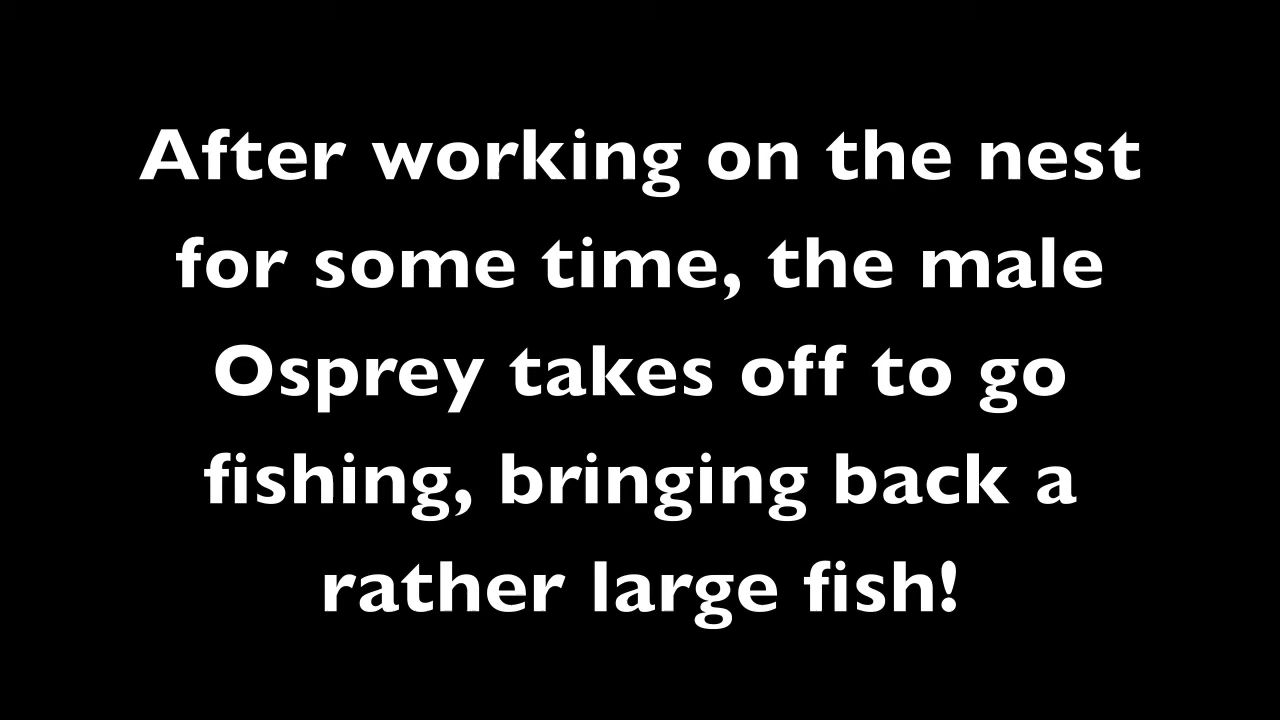 After working on the nest
for some time, the male
Osprey takes off to go
fishing, bringing back a
rather large fish!